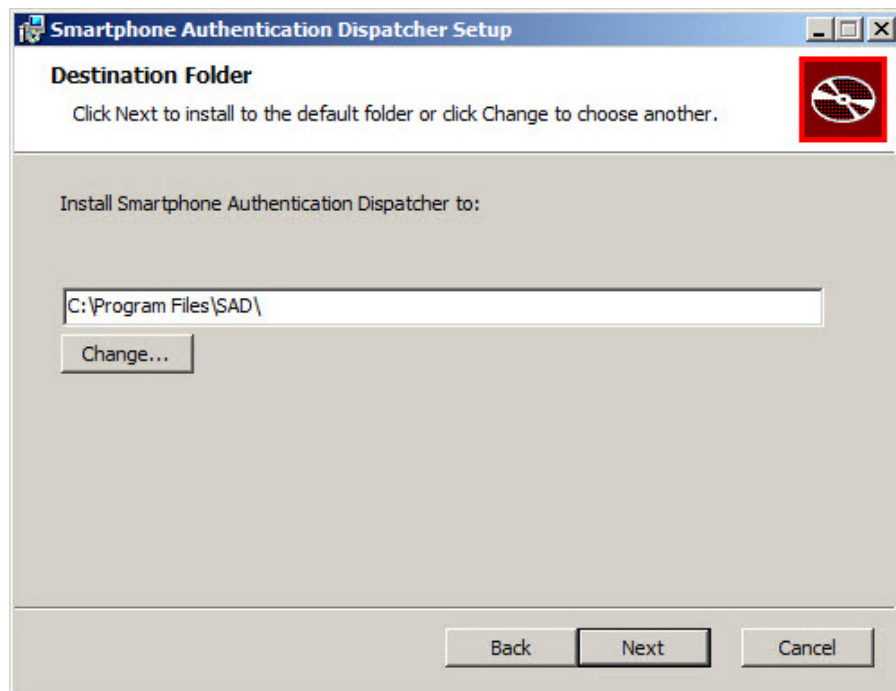 Smartphone Authentication Dispatcher Setup
Destination Folder
Click Next to install to the default folder or click Change to choose another.
Install Smartphone Authentication Dispatcher to:
C:\Program Files\SAD\
Change...
Back Next Cancel